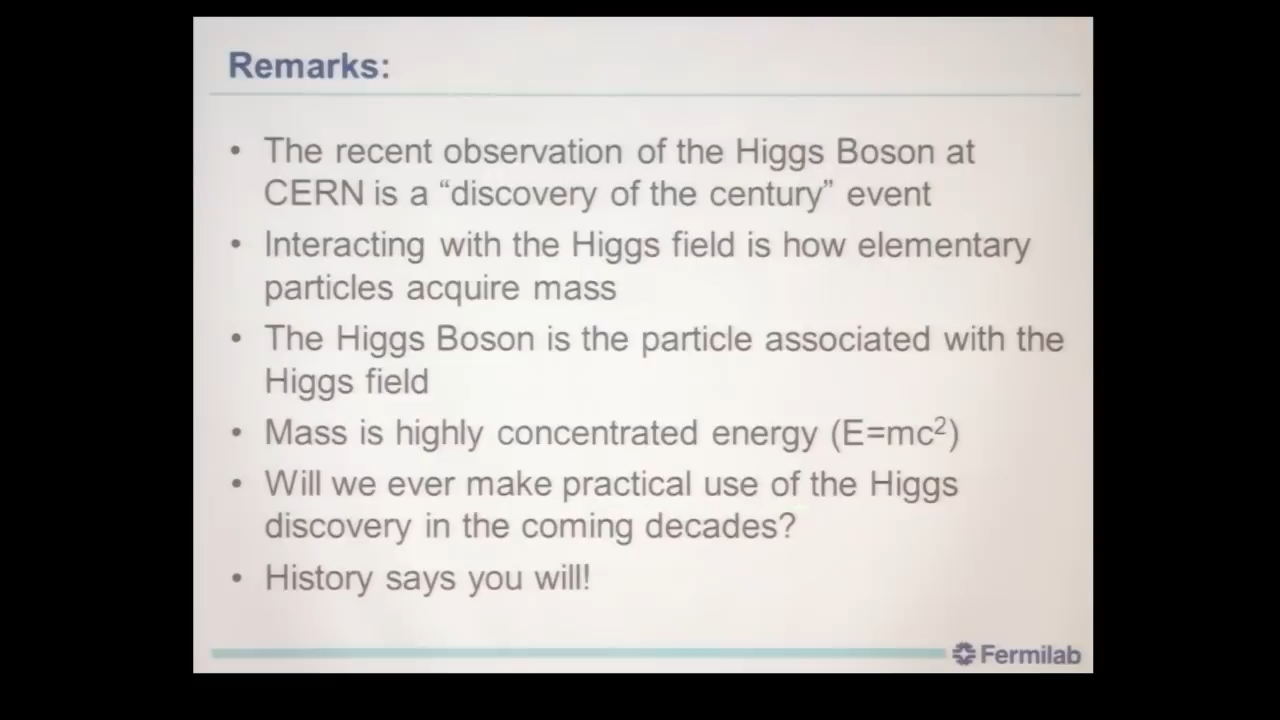 Remarks:
• The recent observation of the Higgs Boson at
CERN is a “discovery of the century” event
• Interacting with the Higgs field is how elementary
particles acquire mass
• The Higgs Boson is the particle associated with the
Higgs field
• Mass is highly concentrated energy (E=mc²)
• Will we ever make practical use of the Higgs
discovery in the coming decades?
• History says you will!
Fermilab